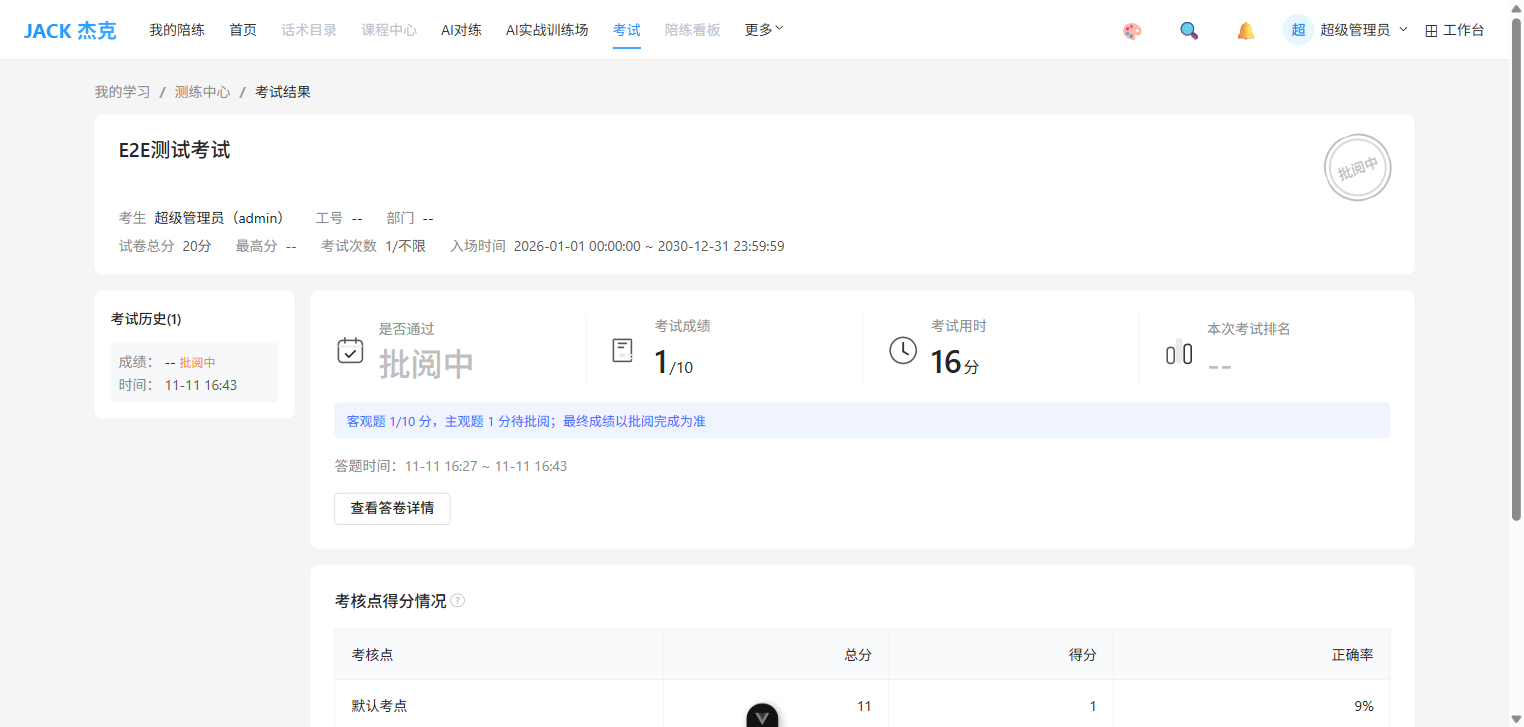 JACK 杰克 我的陪练 首页 话术目录 课程中心 AI对练 AI实战训练场 考试 陪练看板 更多 超 超级管理员 工作台
我的学习 / 测练中心 / 考试结果
E2E测试考试
批阅中
考生 超级管理员（admin） 工号 -- 部门 --
试卷总分 20分 最高分 -- 考试次数 1/不限 入场时间 2026-01-01 00:00:00 ~ 2030-12-31 23:59:59
考试历史(1)
成绩： -- 批阅中
时间： 11-11 16:43
是否通过
批阅中
考试成绩
1/10
考试用时
16分
本次考试排名
--
客观题 1/10 分，主观题 1 分待批阅；最终成绩以批阅完成为准
答题时间：11-11 16:27 ~ 11-11 16:43
查看答卷详情
考核点得分情况 ?
考核点 总分 得分 正确率
默认考点 11 1 9%